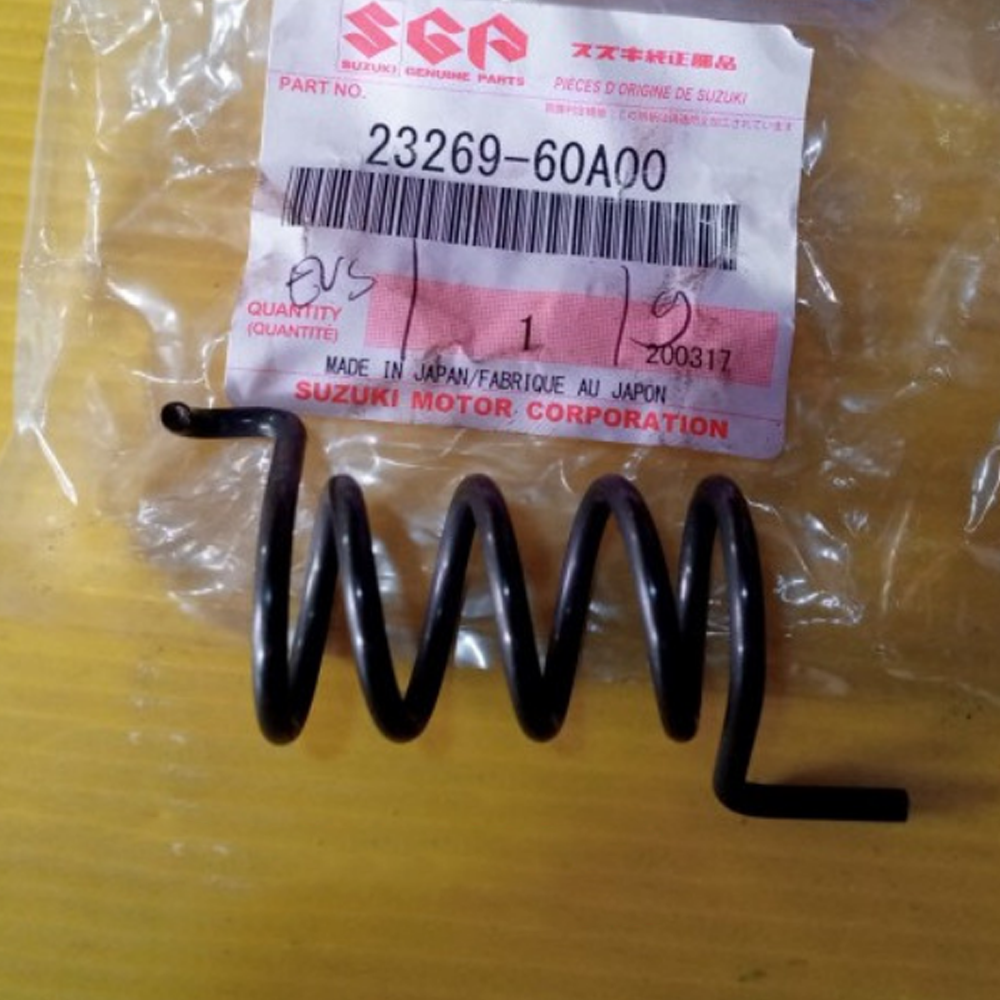 SGP
SUZUKI GENUINE PARTS
スズキ純正部品
PIÈCES D'ORIGINE DE SUZUKI
PART NO.
23269-60A00
QUANTITY
(QUANTITÉ)
1
200317
MADE IN JAPAN/FABRIQUE AU JAPON
SUZUKI MOTOR CORPORATION